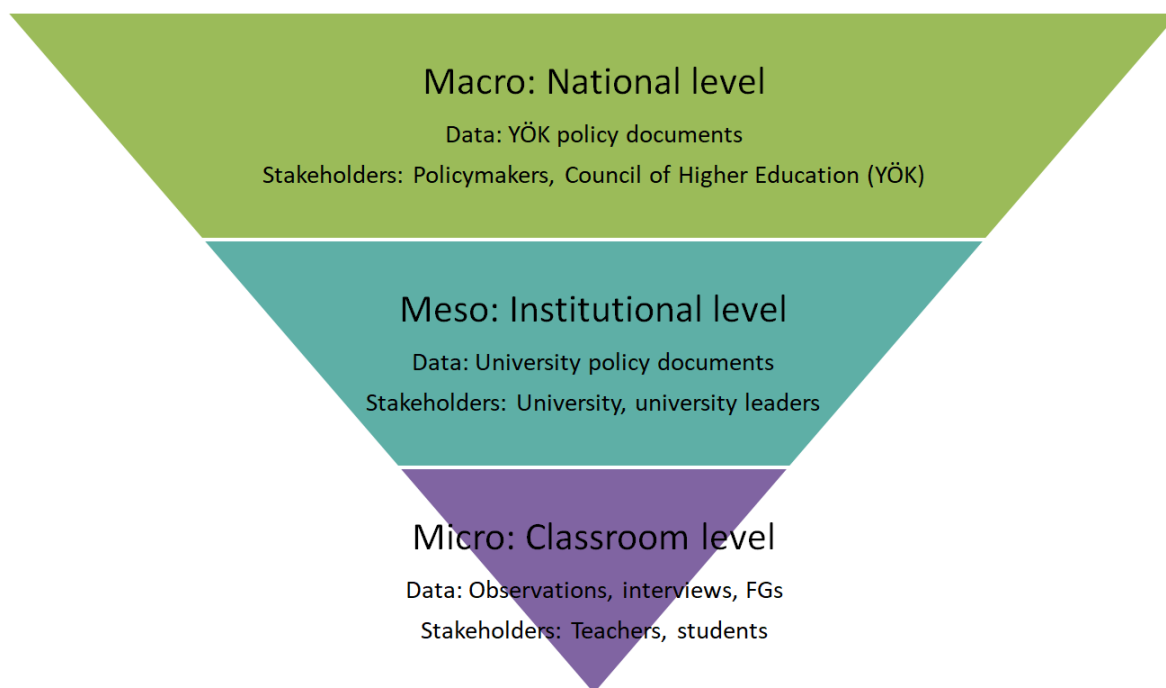 Macro: National level
Data: YÖK policy documents
Stakeholders: Policymakers, Council of Higher Education (YÖK)
Meso: Institutional level
Data: University policy documents
Stakeholders: University, university leaders
Micro: Classroom level
Data: Observations, interviews, FGs
Stakeholders: Teachers, students